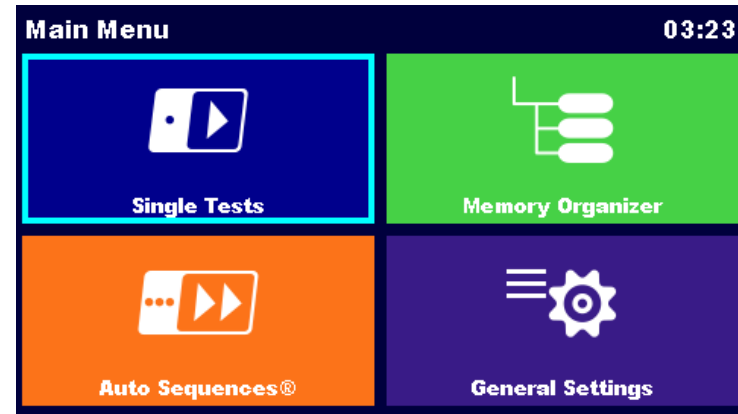 Main Menu 03:23
Single Tests
Memory Organizer
Auto Sequences®
General Settings